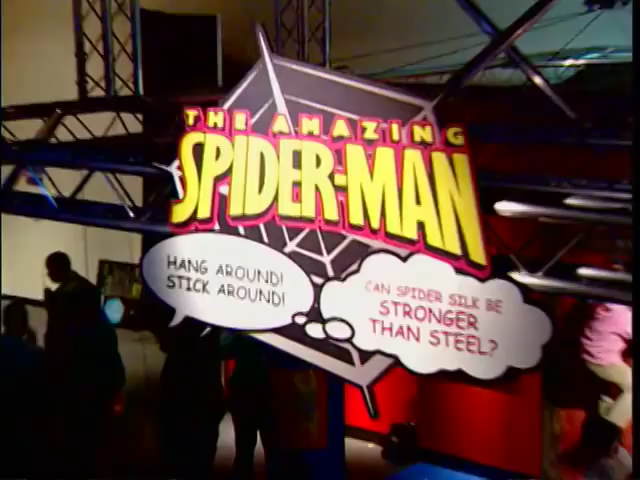 THE AMAZING
SPIDER-MAN
HANG AROUND!
STICK AROUND!
CAN SPIDER SILK BE
STRONGER
THAN STEEL?